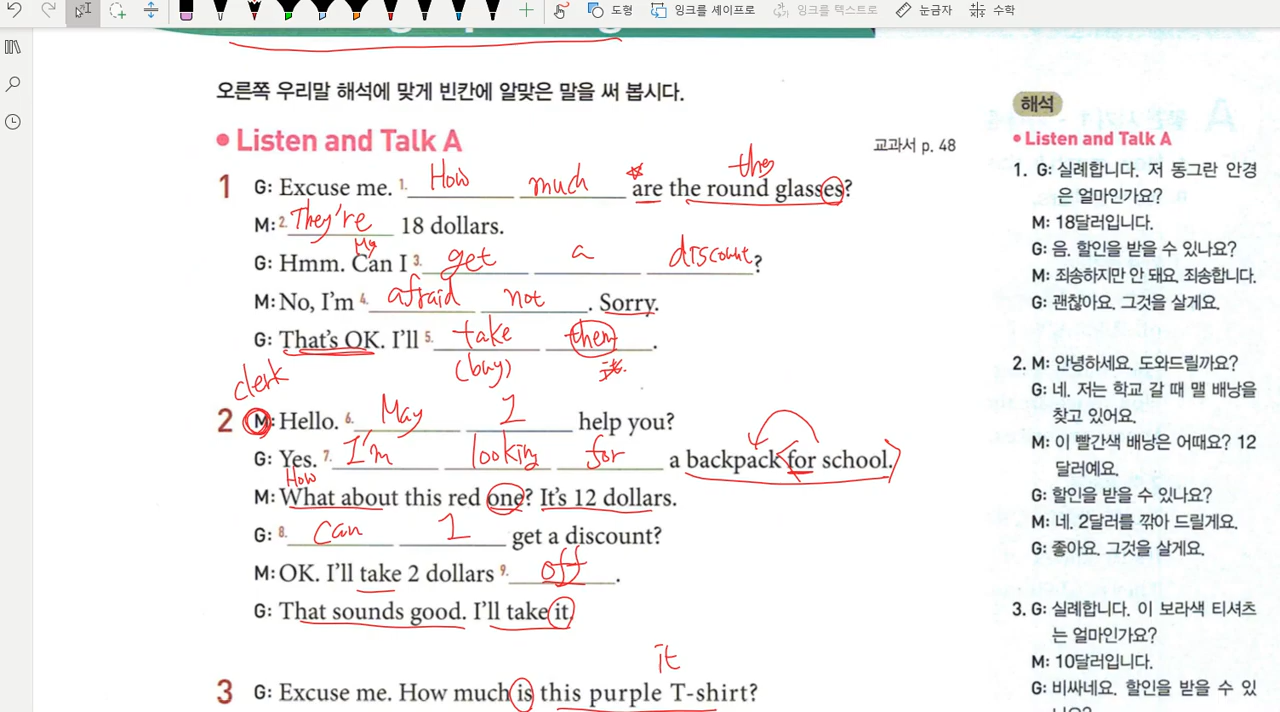 도형 잉크를 셰이프로 잉크를 텍스트로 눈금자 수학
오른쪽 우리말 해석에 맞게 빈칸에 알맞은 말을 써 봅시다.
• Listen and Talk A
교과서 p. 48
they
1 G: Excuse me. 1. How much are the round glasses?
M: 2. They're 18 dollars.
May
G: Hmm. Can I 3. get a discount?
M: No, I'm 4. afraid not. Sorry.
G: That's OK. I'll 5. take them.
(buy) it.
clerk
2 M: Hello. 6. May I help you?
G: Yes. 7. I'm looking for a backpack for school.
How
M: What about this red one? It's 12 dollars.
G: 8. Can I get a discount?
M: OK. I'll take 2 dollars 9. off.
G: That sounds good. I'll take it.
it
3 G: Excuse me. How much is this purple T-shirt?
해석
• Listen and Talk A
1. G: 실례합니다. 저 동그란 안경
은 얼마인가요?
M: 18달러입니다.
G: 음. 할인을 받을 수 있나요?
M: 죄송하지만 안 돼요. 죄송합니다.
G: 괜찮아요. 그것을 살게요.
2. M: 안녕하세요. 도와드릴까요?
G: 네. 저는 학교 갈 때 맬 배낭을
찾고 있어요.
M: 이 빨간색 배낭은 어때요? 12
달러예요.
G: 할인을 받을 수 있나요?
M: 네. 2달러를 깎아 드릴게요.
G: 좋아요. 그것을 살게요.
3. G: 실례합니다. 이 보라색 티셔츠
는 얼마인가요?
M: 10달러입니다.
G: 비싸네요. 할인을 받을 수 있
나요?